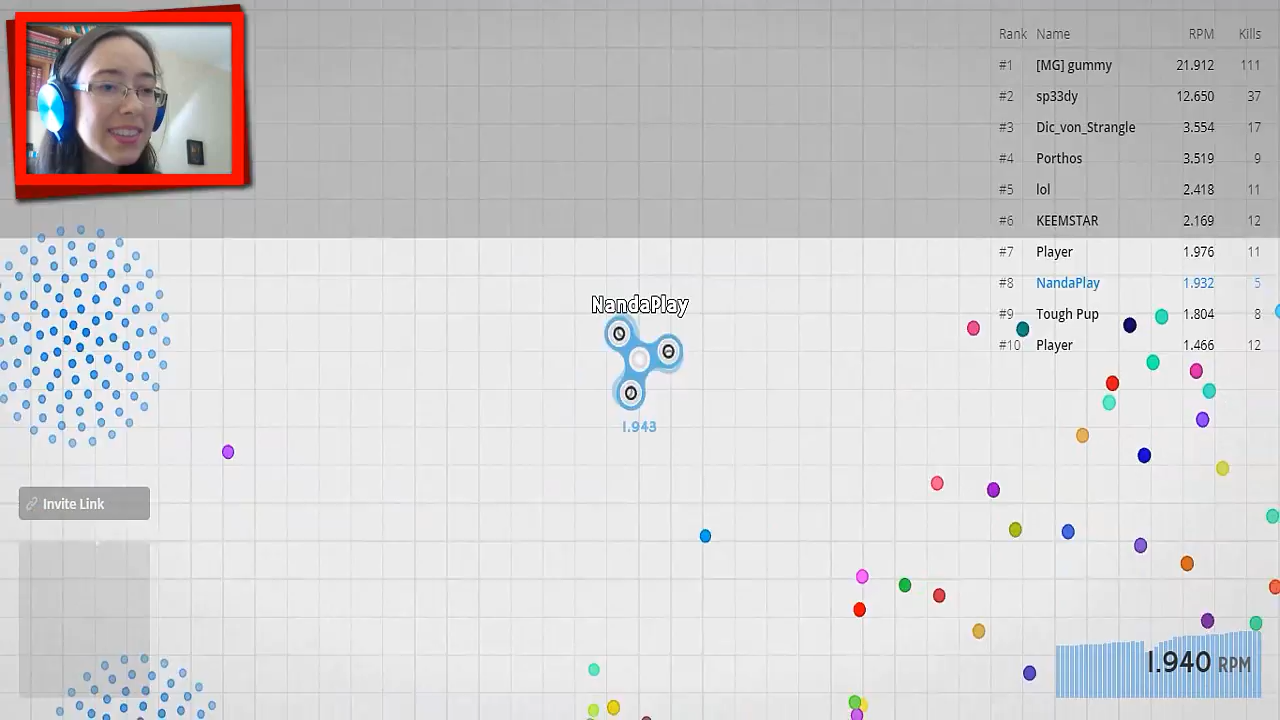 Rank Name RPM Kills
#1 [MG] gummy 21.912 111
#2 sp33dy 12.650 37
#3 Dic_von_Strangle 3.554 17
#4 Porthos 3.519 9
#5 lol 2.418 11
#6 KEEMSTAR 2.169 12
#7 Player 1.976 11
#8 NandaPlay 1.932 5
#9 Tough Pup 1.804 8
#10 Player 1.466 12
NandaPlay
1.943
Invite Link
1.940 RPM